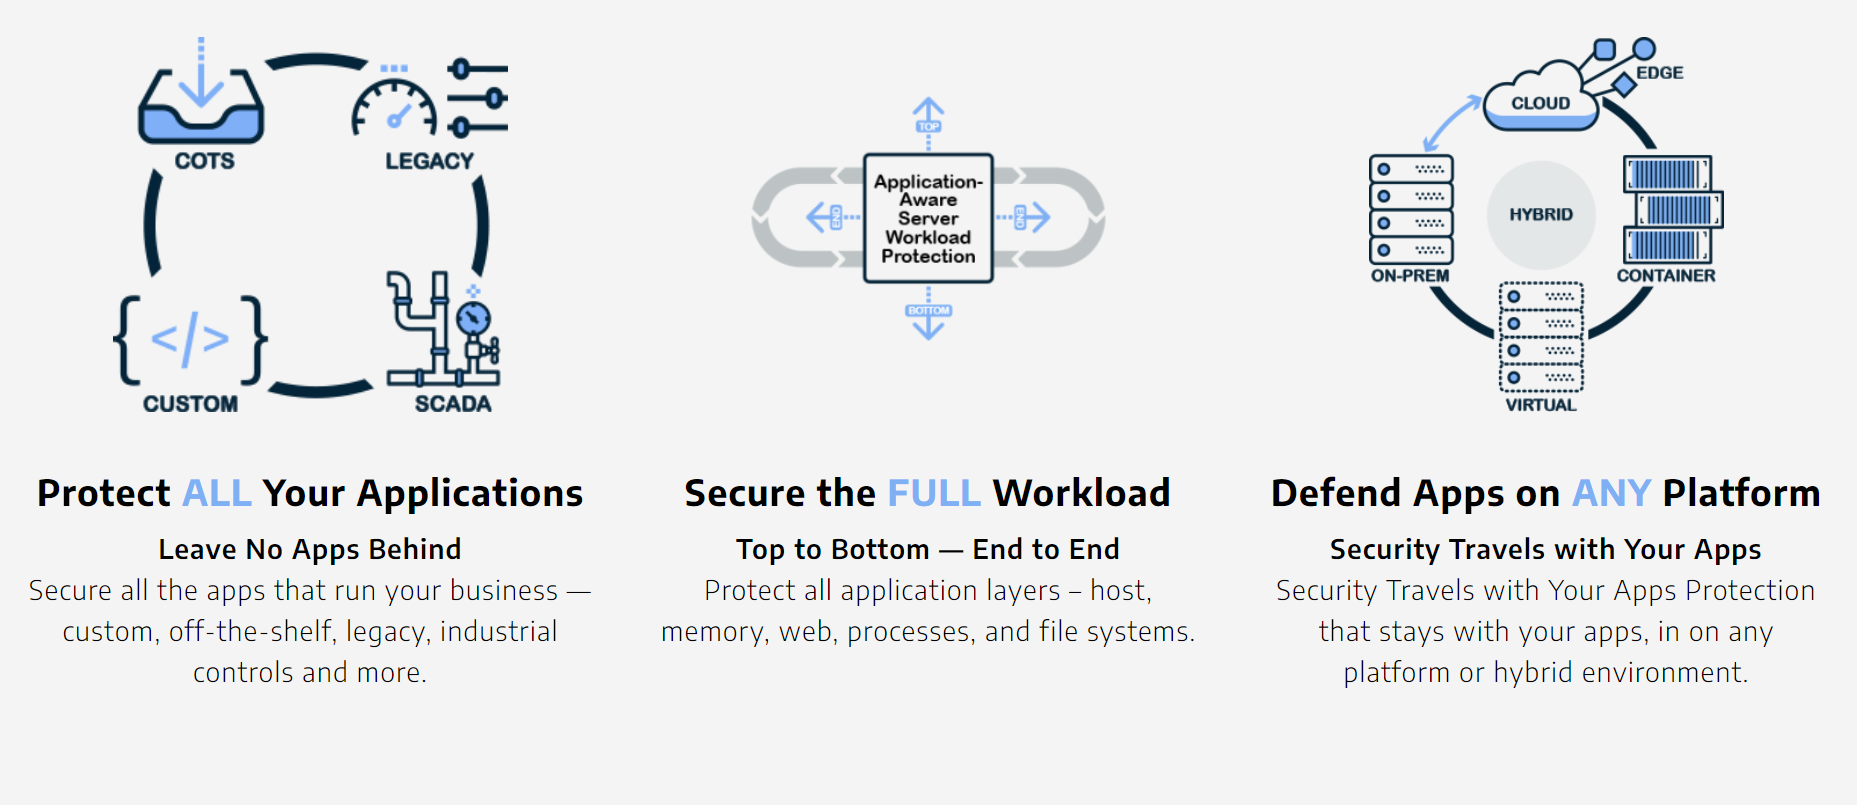 COTS
LEGACY
CUSTOM
</>
SCADA
Protect ALL Your Applications
Leave No Apps Behind
Secure all the apps that run your business —
custom, off-the-shelf, legacy, industrial
controls and more.
TOP
END
Application-
Aware
Server
Workload
Protection
END
BOTTOM
Secure the FULL Workload
Top to Bottom — End to End
Protect all application layers – host,
memory, web, processes, and file systems.
EDGE
CLOUD
HYBRID
ON-PREM
CONTAINER
VIRTUAL
Defend Apps on ANY Platform
Security Travels with Your Apps
Security Travels with Your Apps Protection
that stays with your apps, in on any
platform or hybrid environment.